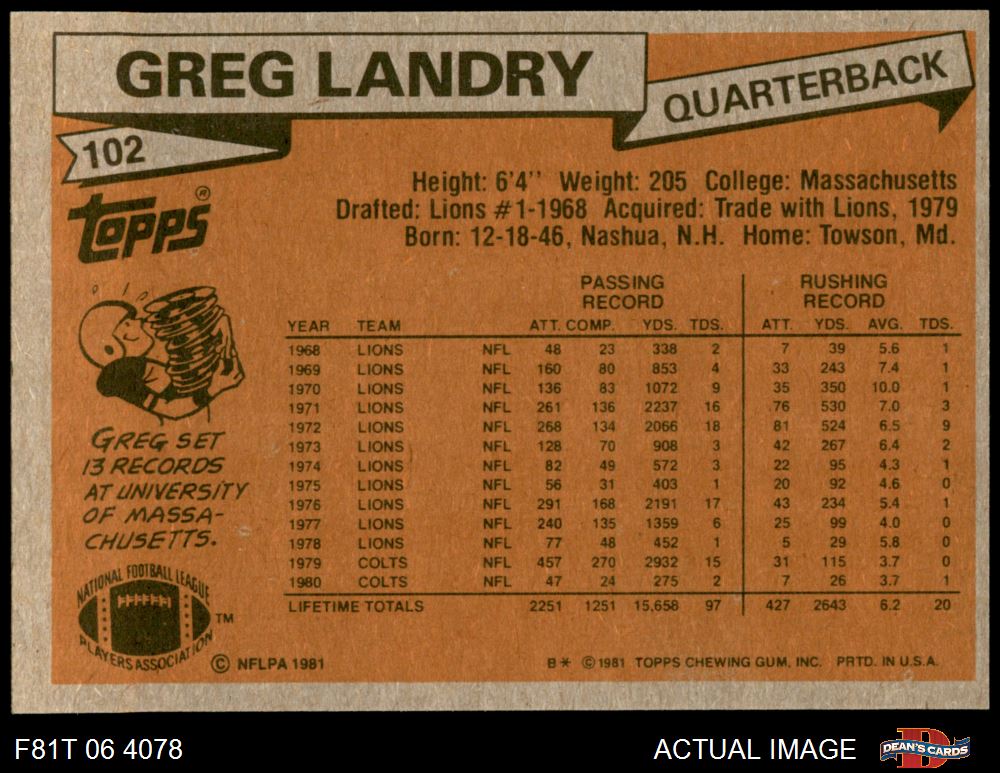 GREG LANDRY
QUARTERBACK
102
Topps®
Height: 6'4'' Weight: 205 College: Massachusetts
Drafted: Lions #1-1968 Acquired: Trade with Lions, 1979
Born: 12-18-46, Nashua, N.H. Home: Towson, Md.
PASSING RECORD RUSHING RECORD
YEAR TEAM ATT. COMP. YDS. TDS. ATT. YDS. AVG. TDS.
1968 LIONS NFL 48 23 338 2 7 39 5.6 1
1969 LIONS NFL 160 80 853 4 33 243 7.4 1
1970 LIONS NFL 136 83 1072 9 35 350 10.0 1
1971 LIONS NFL 261 136 2237 16 76 530 7.0 3
1972 LIONS NFL 268 134 2066 18 81 524 6.5 9
1973 LIONS NFL 128 70 908 3 42 267 6.4 2
1974 LIONS NFL 82 49 572 3 22 95 4.3 1
1975 LIONS NFL 56 31 403 1 20 92 4.6 0
1976 LIONS NFL 291 168 2191 17 43 234 5.4 1
1977 LIONS NFL 240 135 1359 6 25 99 4.0 0
1978 LIONS NFL 77 48 452 1 5 29 5.8 0
1979 COLTS NFL 457 270 2932 15 31 115 3.7 0
1980 COLTS NFL 47 24 275 2 7 26 3.7 1
LIFETIME TOTALS 2251 1251 15,658 97 427 2643 6.2 20
GREG SET
13 RECORDS
AT UNIVERSITY
OF MASSA-
CHUSETTS.
NATIONAL FOOTBALL LEAGUE
PLAYERS ASSOCIATION
TM
© NFLPA 1981
B* © 1981 TOPPS CHEWING GUM, INC. PRTD. IN U.S.A.
F81T 06 4078
ACTUAL IMAGE
DEAN'S CARDS